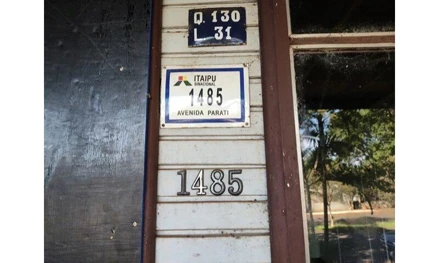 Q. 130
L 31
ITAIPU
BINACIONAL
1485
AVENIDA PARATI
1485